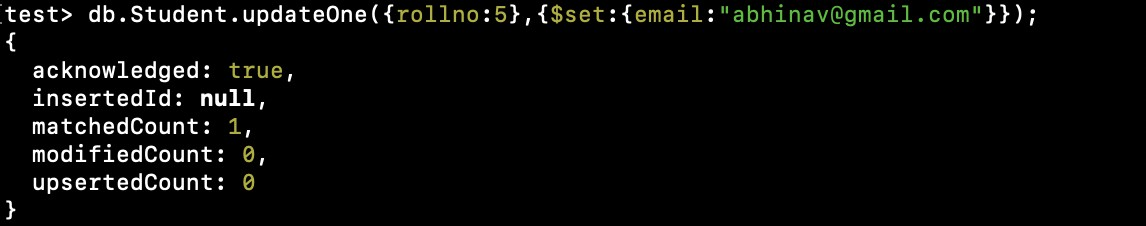 test> db.Student.updateOne({rollno:5},{$set:{email:"abhinav@gmail.com"}});
{
  acknowledged: true,
  insertedId: null,
  matchedCount: 1,
  modifiedCount: 0,
  upsertedCount: 0
}